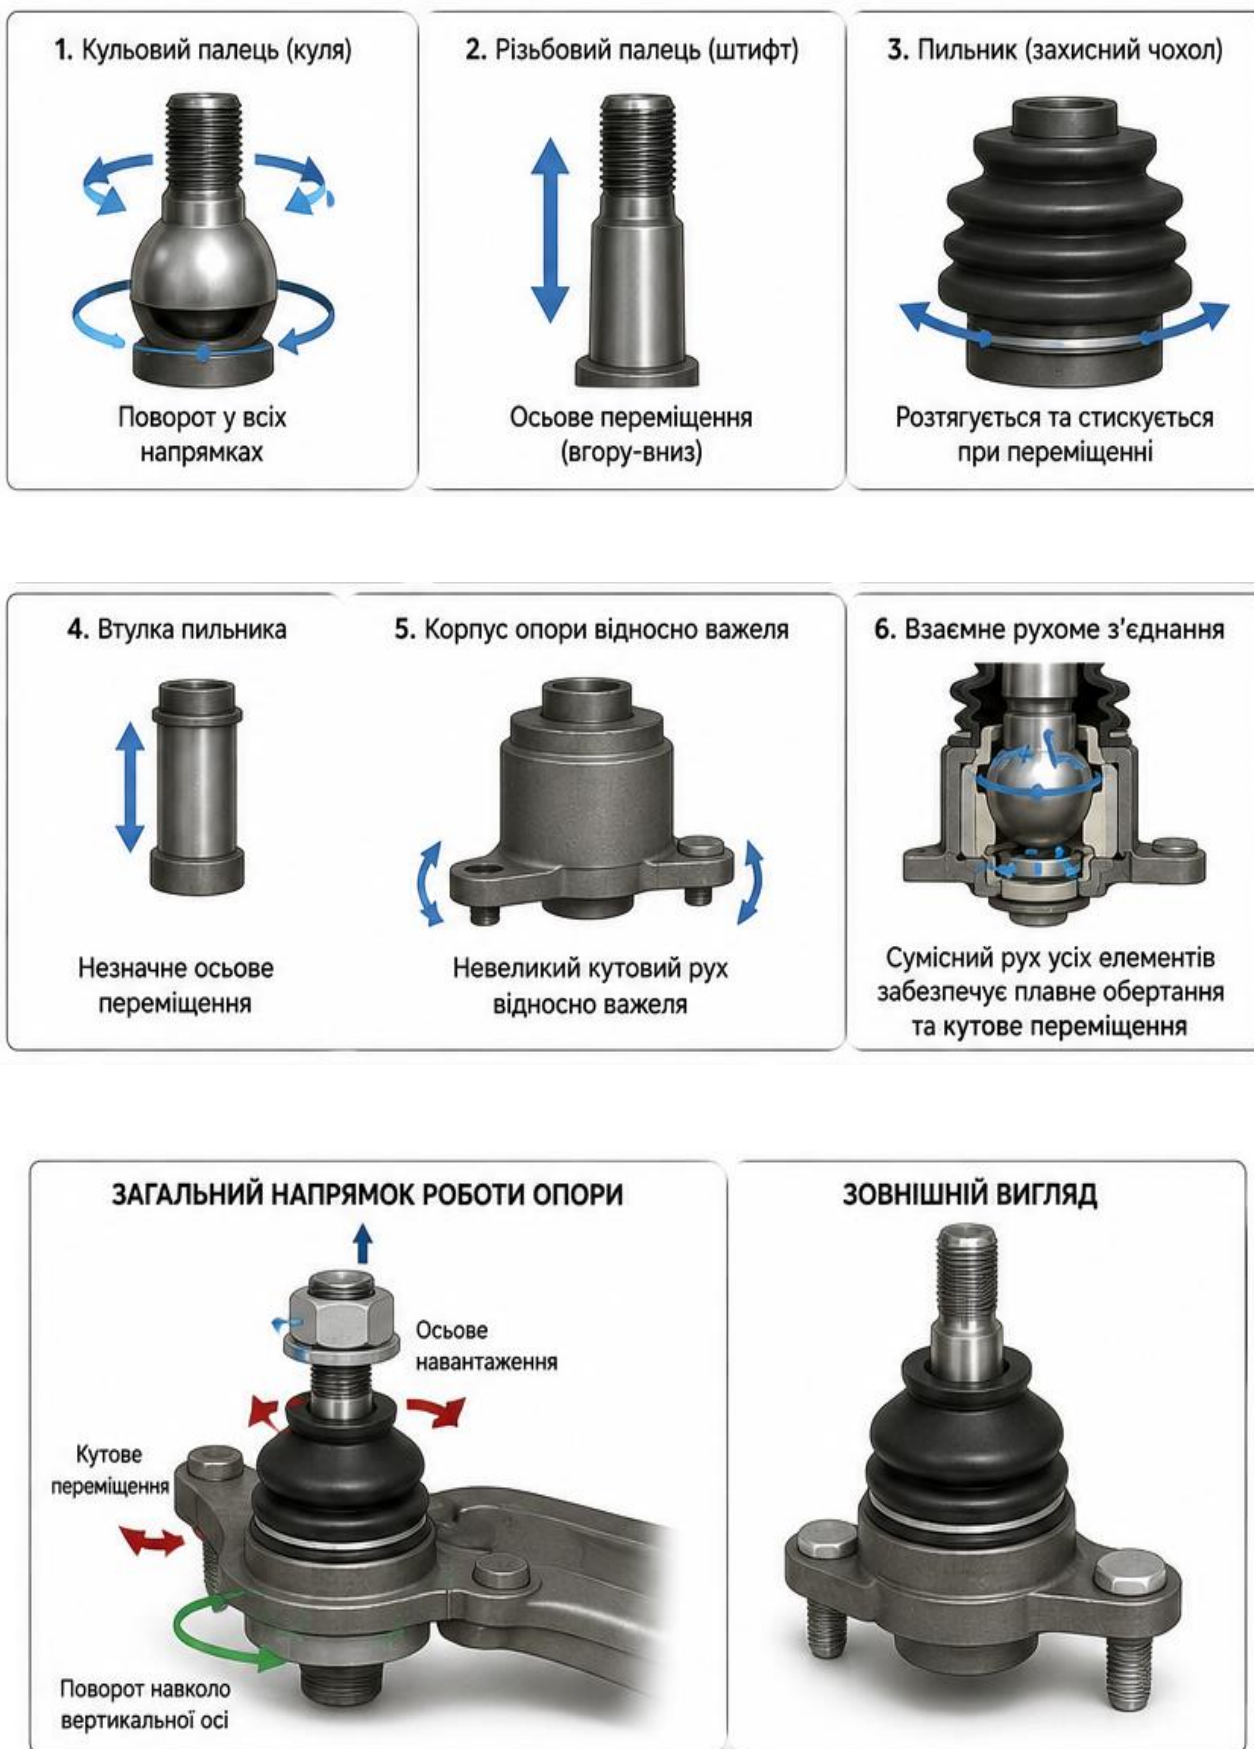 1. Кульовий палець (куля)
2. Різьбовий палець (штифт)
3. Пильник (захисний чохол)
Поворот у всіх
напрямках
Осьове переміщення
(вгору-вниз)
Розтягується та стискується
при переміщенні
4. Втулка пильника
5. Корпус опори відносно важеля
6. Взаємне рухоме з’єднання
Незначне осьове
переміщення
Невеликий кутовий рух
відносно важеля
Сумісний рух усіх елементів
забезпечує плавне обертання
та кутове переміщення
ЗАГАЛЬНИЙ НАПРЯМОК РОБОТИ ОПОРИ
ЗОВНІШНІЙ ВИГЛЯД
Осьове
навантаження
Кутове
переміщення
Поворот навколо
вертикальної осі